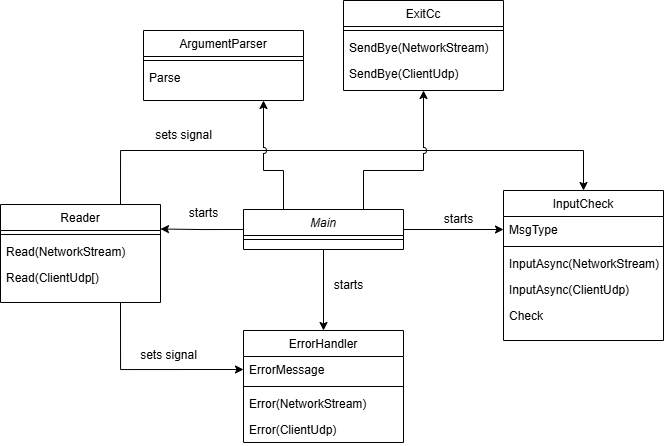 ExitCc
SendBye(NetworkStream)
SendBye(ClientUdp)
ArgumentParser
Parse
sets signal
Reader
Read(NetworkStream)
Read(ClientUdp[)
starts
Main
starts
InputCheck
MsgType
InputAsync(NetworkStream)
InputAsync(ClientUdp)
Check
starts
sets signal
ErrorHandler
ErrorMessage
Error(NetworkStream)
Error(ClientUdp)